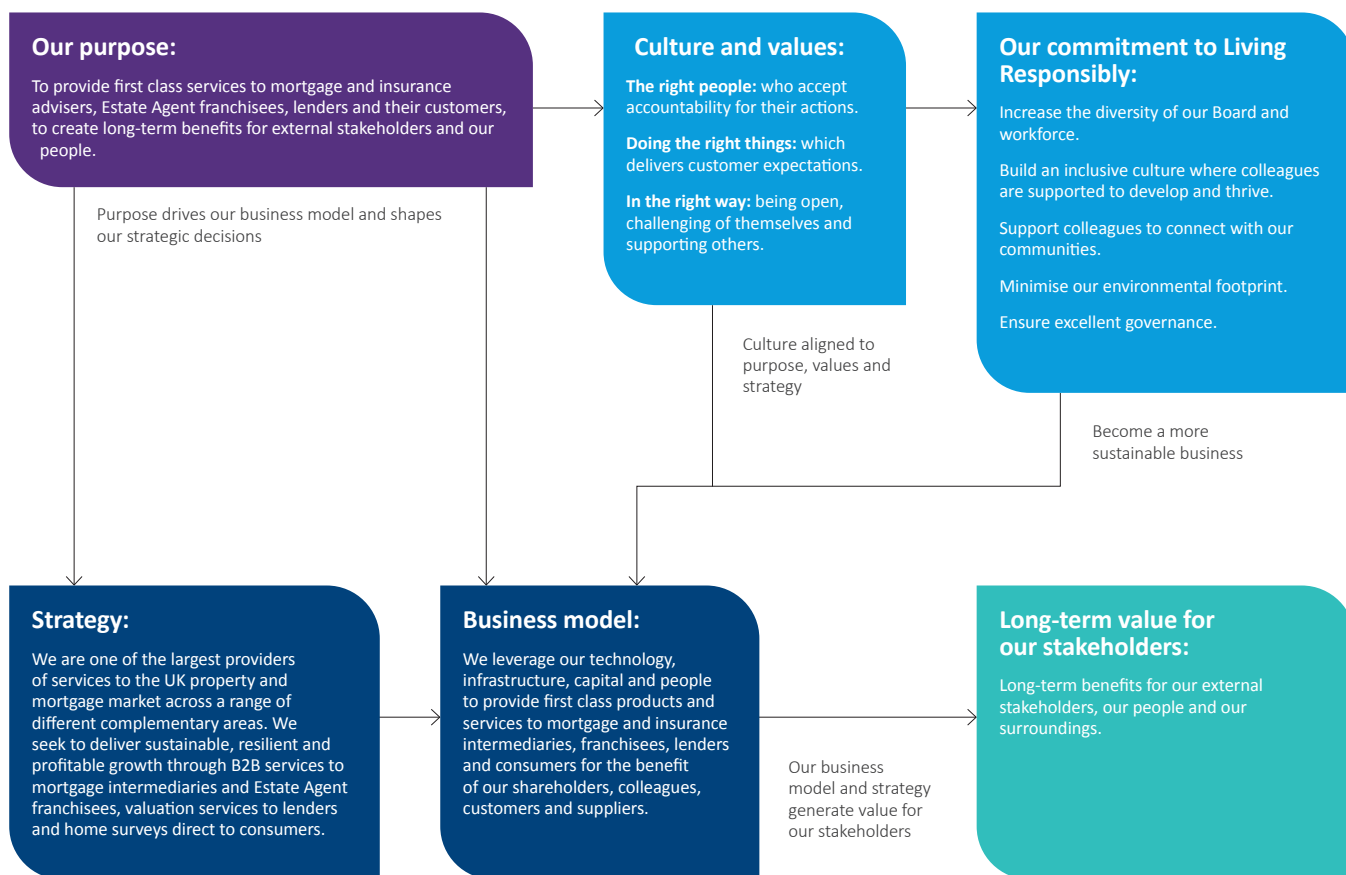 Our purpose:
To provide first class services to mortgage and insurance
advisers, Estate Agent franchisees, lenders and their customers,
to create long-term benefits for external stakeholders and our
people.
Purpose drives our business model and shapes
our strategic decisions
Culture and values:
The right people: who accept
accountability for their actions.
Doing the right things: which
delivers customer expectations.
In the right way: being open,
challenging of themselves and
supporting others.
Culture aligned to
purpose, values and
strategy
Our commitment to Living
Responsibly:
Increase the diversity of our Board and
workforce.
Build an inclusive culture where colleagues
are supported to develop and thrive.
Support colleagues to connect with our
communities.
Minimise our environmental footprint.
Ensure excellent governance.
Become a more
sustainable business
Strategy:
We are one of the largest providers
of services to the UK property and
mortgage market across a range of
different complementary areas. We
seek to deliver sustainable, resilient and
profitable growth through B2B services to
mortgage intermediaries and Estate Agent
franchisees, valuation services to lenders
and home surveys direct to consumers.
Business model:
We leverage our technology,
infrastructure, capital and people
to provide first class products and
services to mortgage and insurance
intermediaries, franchisees, lenders
and consumers for the benefit
of our shareholders, colleagues,
customers and suppliers.
Our business
model and strategy
generate value for
our stakeholders
Long-term value for
our stakeholders:
Long-term benefits for our external
stakeholders, our people and our
surroundings.